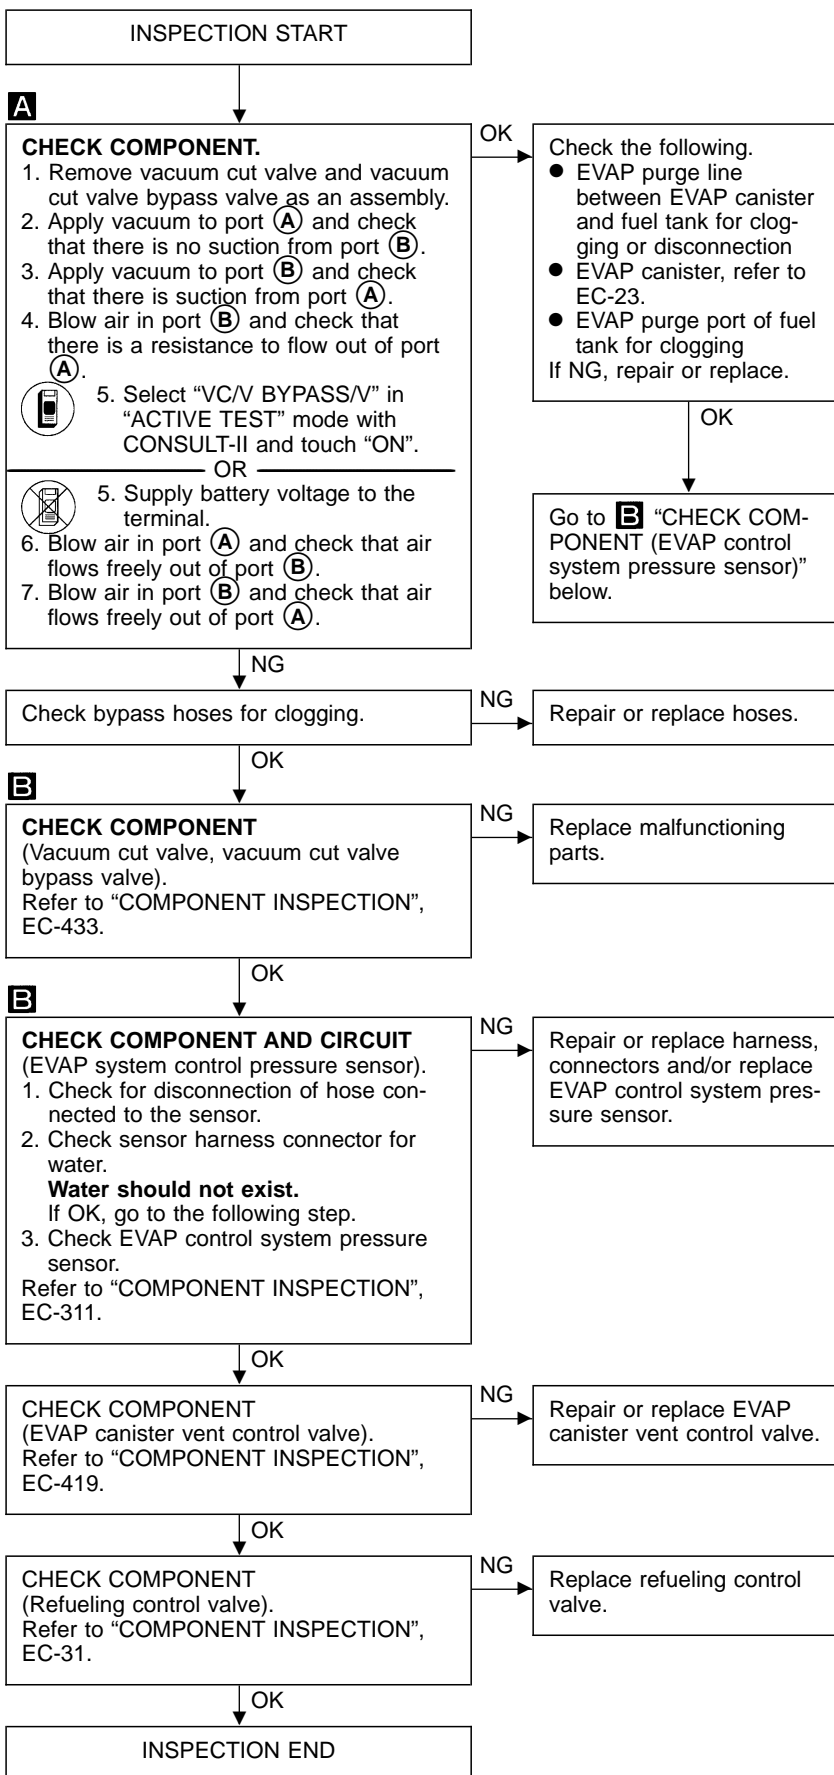 INSPECTION START
A
CHECK COMPONENT.
1. Remove vacuum cut valve and vacuum
cut valve bypass valve as an assembly.
2. Apply vacuum to port A and check
that there is no suction from port B.
3. Apply vacuum to port B and check
that there is suction from port A.
4. Blow air in port B and check that
there is a resistance to flow out of port
A.
5. Select “VC/V BYPASS/V” in
“ACTIVE TEST” mode with
CONSULT-II and touch “ON”.
OR
5. Supply battery voltage to the
terminal.
6. Blow air in port A and check that air
flows freely out of port B.
7. Blow air in port B and check that air
flows freely out of port A.
OK
Check the following.
● EVAP purge line
between EVAP canister
and fuel tank for clog-
ging or disconnection
● EVAP canister, refer to
EC-23.
● EVAP purge port of fuel
tank for clogging
If NG, repair or replace.
OK
Go to B “CHECK COM-
PONENT (EVAP control
system pressure sensor)”
below.
NG
Check bypass hoses for clogging.
NG
Repair or replace hoses.
OK
B
CHECK COMPONENT
(Vacuum cut valve, vacuum cut valve
bypass valve).
Refer to “COMPONENT INSPECTION”,
EC-433.
NG
Replace malfunctioning
parts.
OK
B
CHECK COMPONENT AND CIRCUIT
(EVAP system control pressure sensor).
1. Check for disconnection of hose con-
nected to the sensor.
2. Check sensor harness connector for
water.
Water should not exist.
If OK, go to the following step.
3. Check EVAP control system pressure
sensor.
Refer to “COMPONENT INSPECTION”,
EC-311.
NG
Repair or replace harness,
connectors and/or replace
EVAP control system pres-
sure sensor.
OK
CHECK COMPONENT
(EVAP canister vent control valve).
Refer to “COMPONENT INSPECTION”,
EC-419.
NG
Repair or replace EVAP
canister vent control valve.
OK
CHECK COMPONENT
(Refueling control valve).
Refer to “COMPONENT INSPECTION”,
EC-31.
NG
Replace refueling control
valve.
OK
INSPECTION END